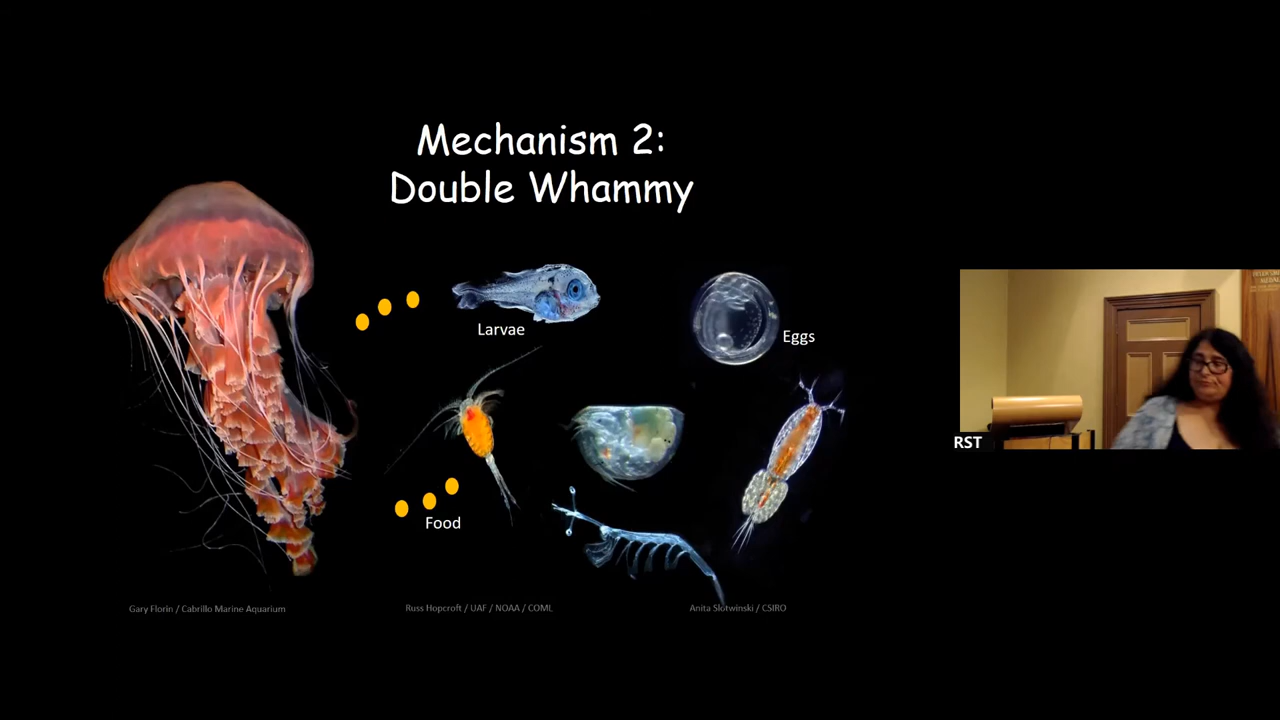 Mechanism 2:
Double Whammy
Larvae
Eggs
Food
Gary Florin / Cabrillo Marine Aquarium
Russ Hopcroft / UAF / NOAA / COML
Anita Slotwinski / CSIRO
RST